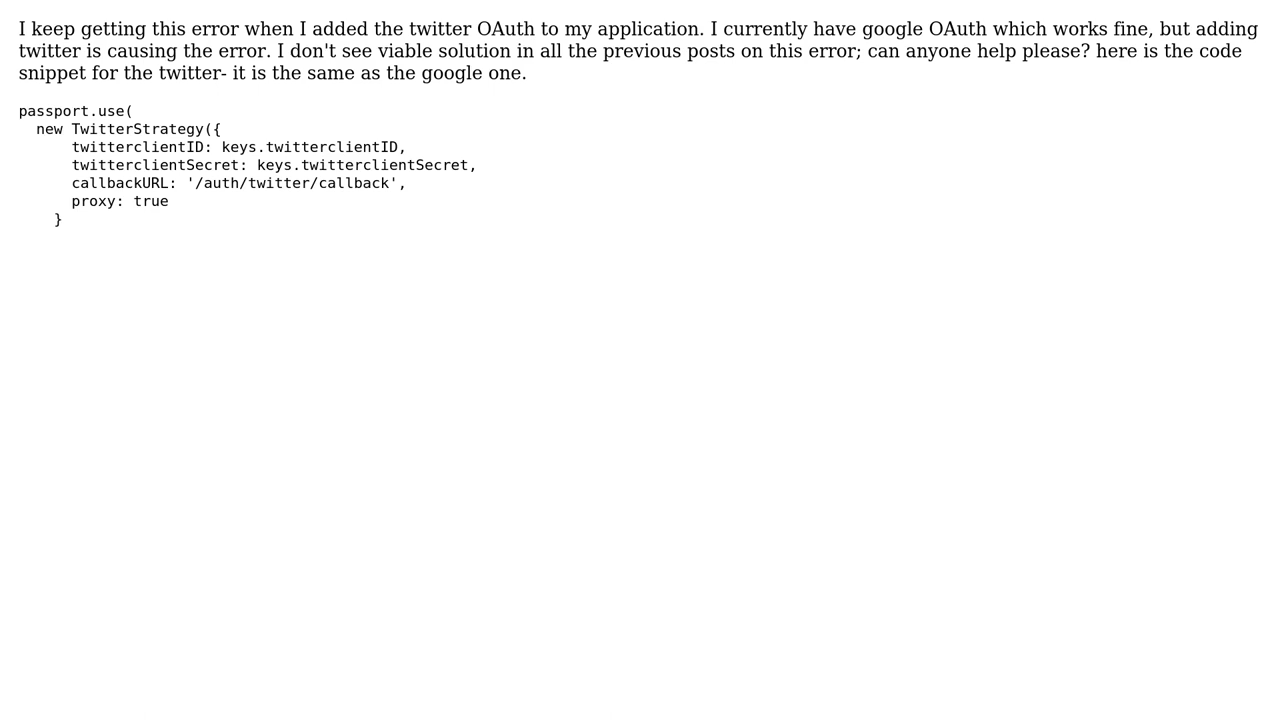 I keep getting this error when I added the twitter OAuth to my application. I currently have google OAuth which works fine, but adding
twitter is causing the error. I don't see viable solution in all the previous posts on this error; can anyone help please? here is the code
snippet for the twitter- it is the same as the google one.
passport.use(
  new TwitterStrategy({
      twitterclientID: keys.twitterclientID,
      twitterclientSecret: keys.twitterclientSecret,
      callbackURL: '/auth/twitter/callback',
      proxy: true
    }